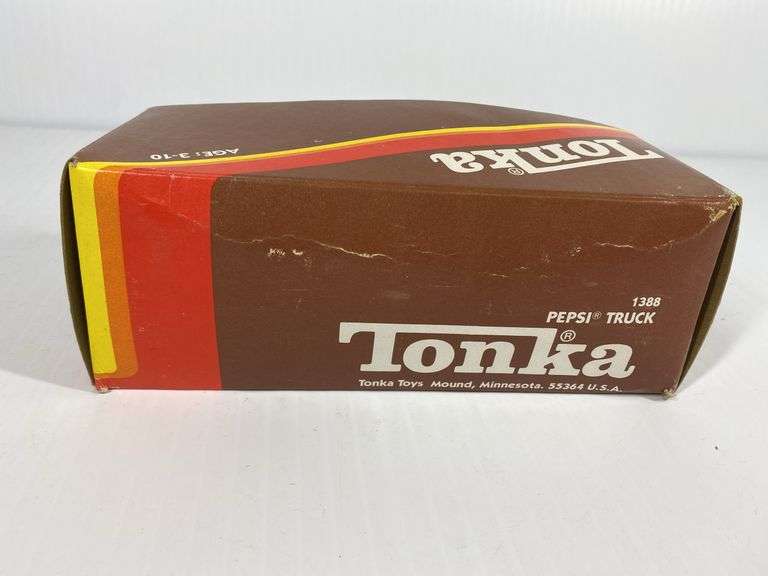 AGE: 3-10
Tonka®
1388
PEPSI® TRUCK
Tonka®
Tonka Toys Mound, Minnesota. 55364 U.S.A.